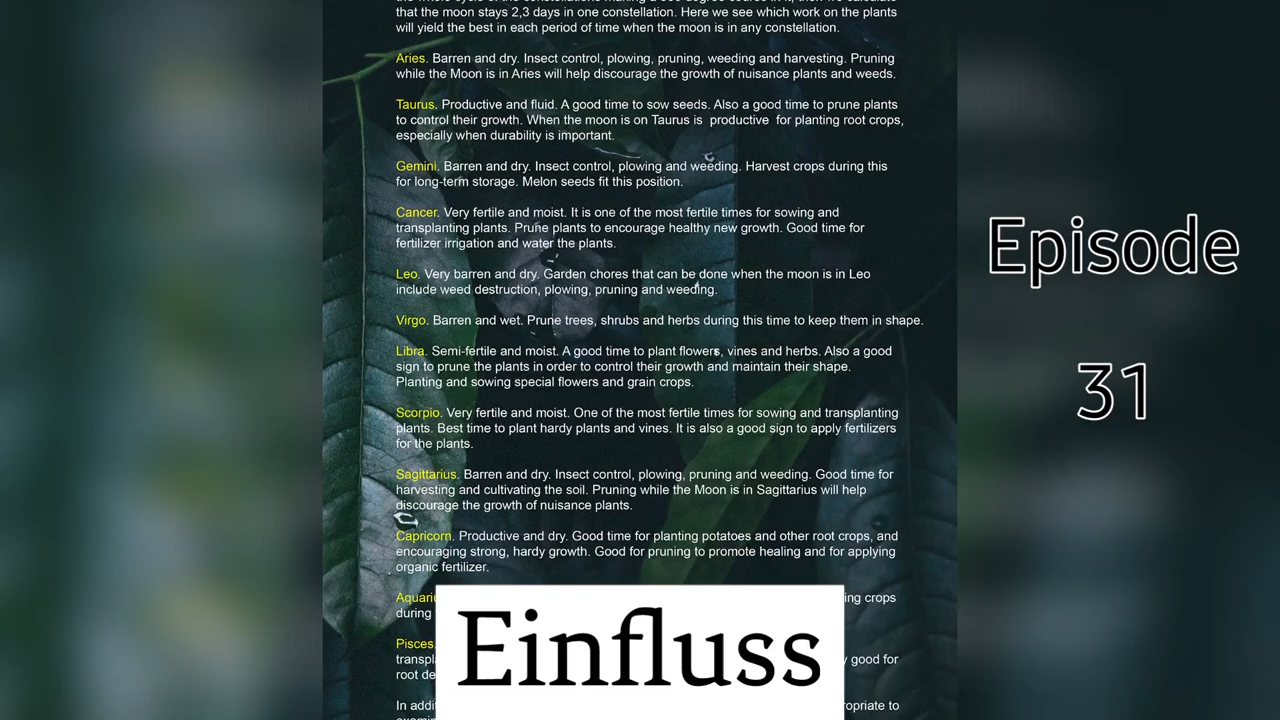 that the moon stays 2,3 days in one constellation. Here we see which work on the plants
will yield the best in each period of time when the moon is in any constellation.
Aries. Barren and dry. Insect control, plowing, pruning, weeding and harvesting. Pruning
while the Moon is in Aries will help discourage the growth of nuisance plants and weeds.
Taurus. Productive and fluid. A good time to sow seeds. Also a good time to prune plants
to control their growth. When the moon is on Taurus is productive for planting root crops,
especially when durability is important.
Gemini. Barren and dry. Insect control, plowing and weeding. Harvest crops during this
for long-term storage. Melon seeds fit this position.
Cancer. Very fertile and moist. It is one of the most fertile times for sowing and
transplanting plants. Prune plants to encourage healthy new growth. Good time for
fertilizer irrigation and water the plants.
Leo. Very barren and dry. Garden chores that can be done when the moon is in Leo
include weed destruction, plowing, pruning and weeding.
Virgo. Barren and wet. Prune trees, shrubs and herbs during this time to keep them in shape.
Libra. Semi-fertile and moist. A good time to plant flowers, vines and herbs. Also a good
sign to prune the plants in order to control their growth and maintain their shape.
Planting and sowing special flowers and grain crops.
Scorpio. Very fertile and moist. One of the most fertile times for sowing and transplanting
plants. Best time to plant hardy plants and vines. It is also a good sign to apply fertilizers
for the plants.
Sagittarius. Barren and dry. Insect control, plowing, pruning and weeding. Good time for
harvesting and cultivating the soil. Pruning while the Moon is in Sagittarius will help
discourage the growth of nuisance plants.
Capricorn. Productive and dry. Good time for planting potatoes and other root crops, and
encouraging strong, hardy growth. Good for pruning to promote healing and for applying
organic fertilizer.
crops
during
Pisces.
good for
In
to
Einfluss
Episode
31